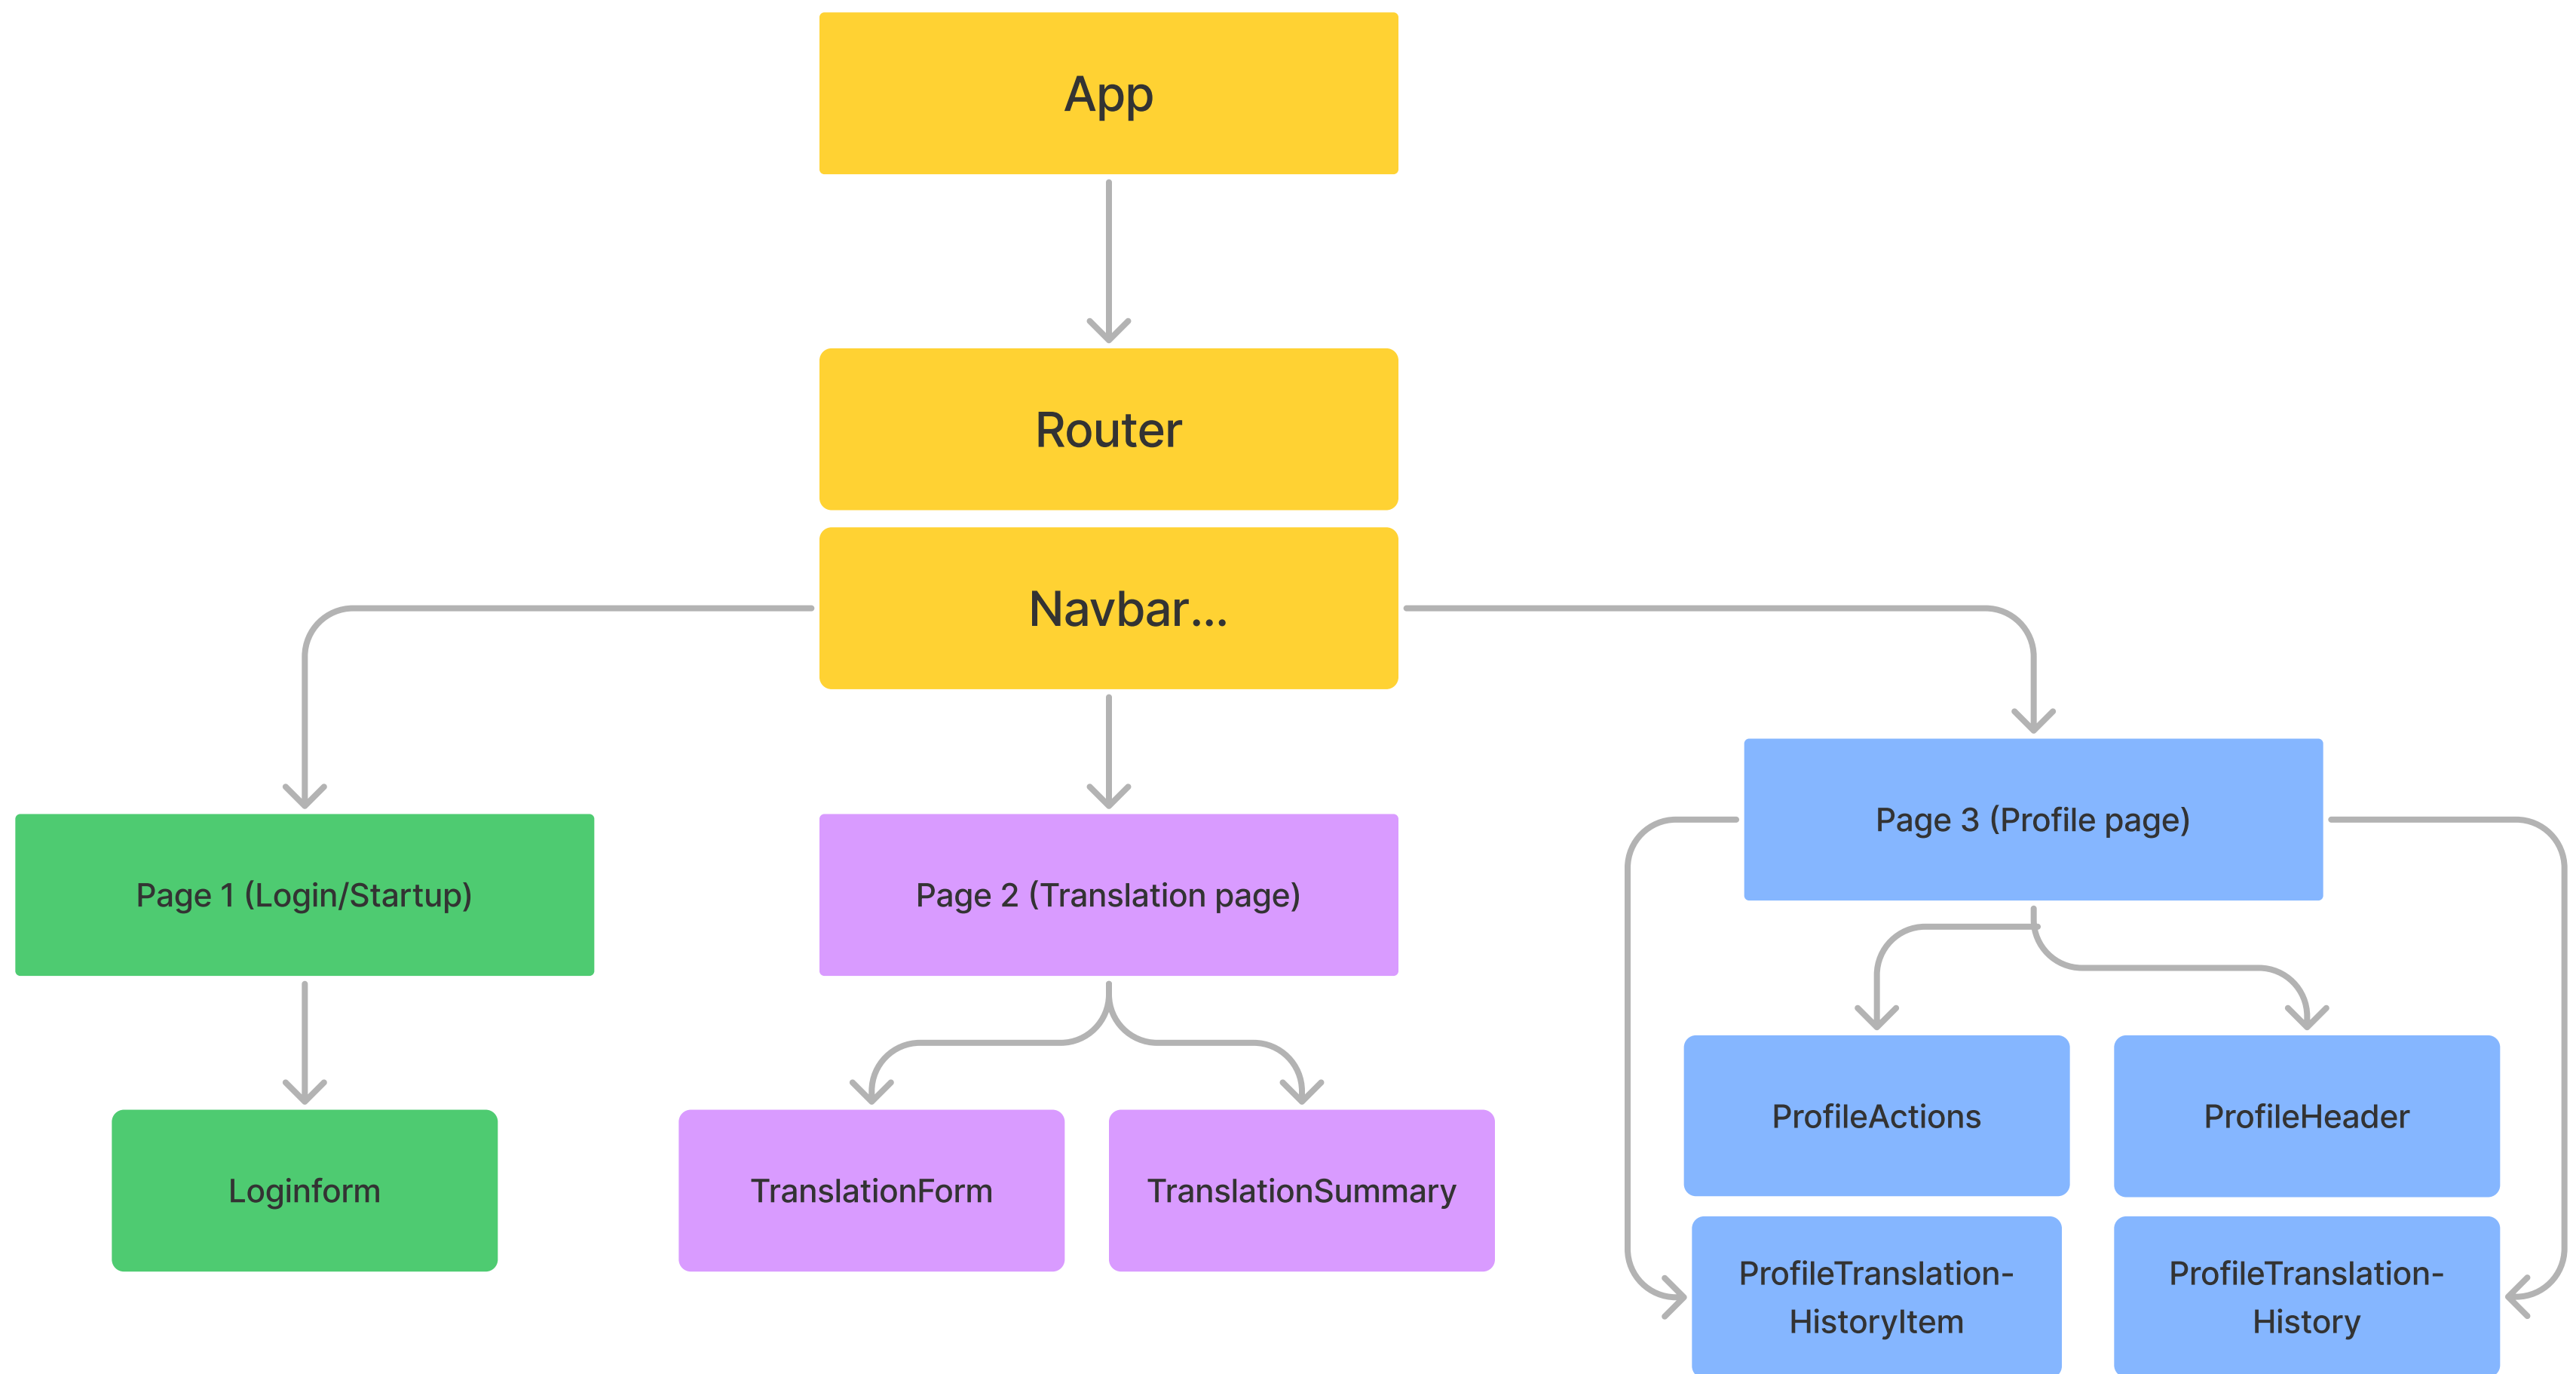 App
Router
Navbar...
Page 1 (Login/Startup)
Page 2 (Translation page)
Page 3 (Profile page)
Loginform
TranslationForm
TranslationSummary
ProfileActions
ProfileHeader
ProfileTranslation-
HistoryItem
ProfileTranslation-
History